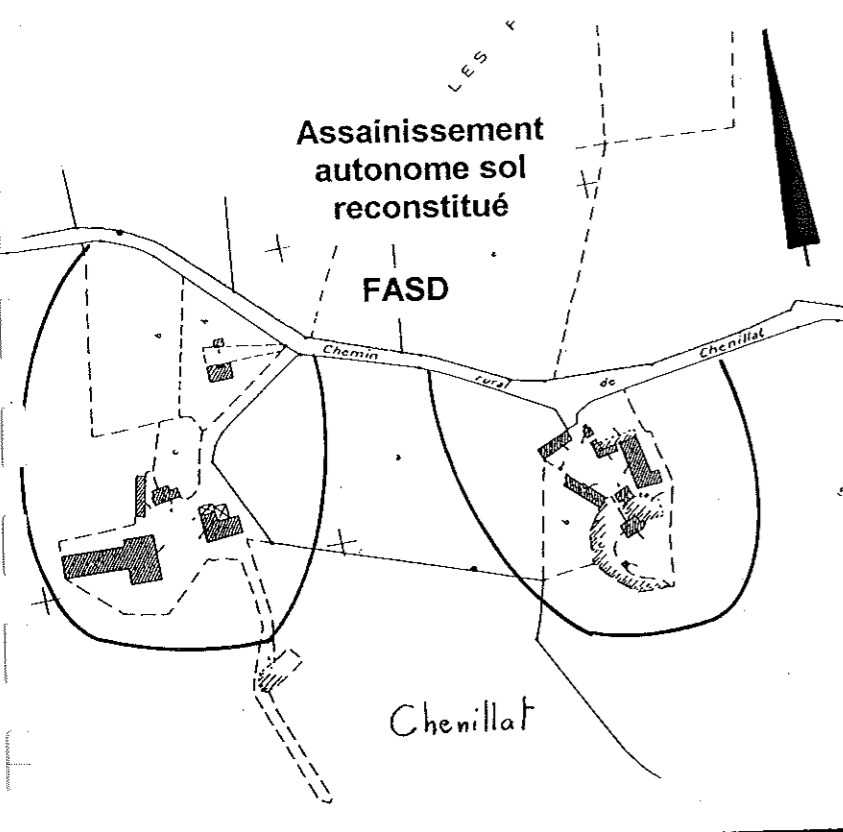 LES F
Assainissement
autonome sol
reconstitué
FASD
Chemin rural de Chenillat
Chenillat